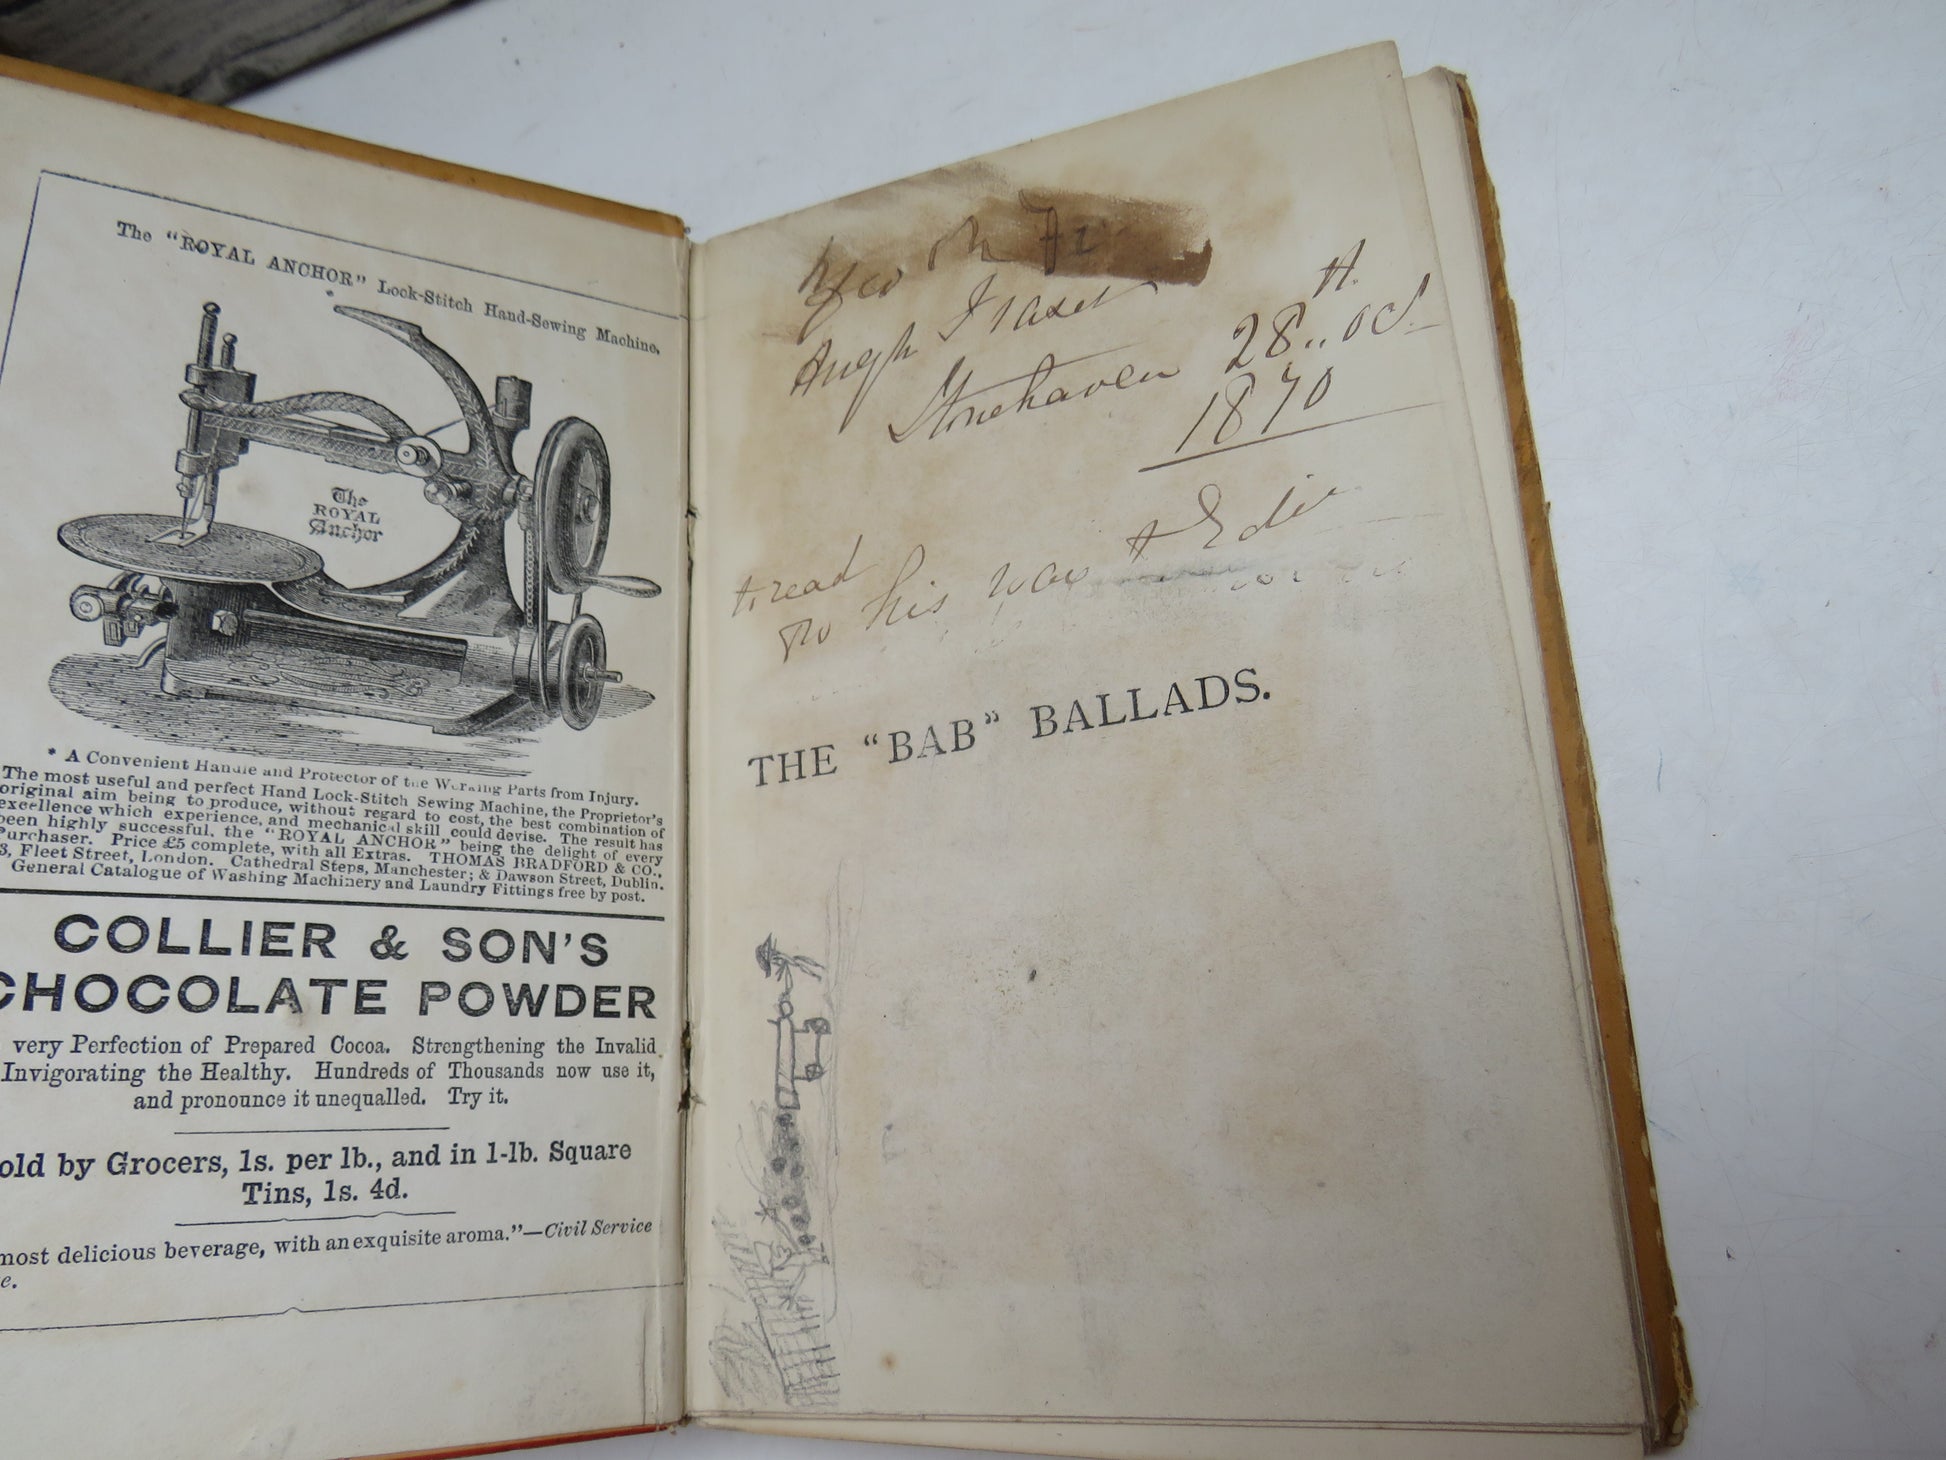 The "ROYAL ANCHOR" Lock-Stitch Hand-Sewing Machine.
The
ROYAL
Anchor
* A Convenient Handle and Protector of the Working Parts from Injury.
The most useful and perfect Hand Lock-Stitch Sewing Machine, the Proprietor's
original aim being to produce, without regard to cost, the best combination of
excellence which experience, and mechanical skill could devise. The result has
been highly successful, the "ROYAL ANCHOR" being the delight of every
Purchaser. Price £5 complete, with all Extras. THOMAS BRADFORD & CO.,
3, Fleet Street, London. Cathedral Steps, Manchester; & Dawson Street, Dublin.
General Catalogue of Washing Machinery and Laundry Fittings free by post.
COLLIER & SON'S
CHOCOLATE POWDER
very Perfection of Prepared Cocoa. Strengthening the Invalid
Invigorating the Healthy. Hundreds of Thousands now use it,
and pronounce it unequalled. Try it.
old by Grocers, 1s. per lb., and in 1-lb. Square
Tins, 1s. 4d.
most delicious beverage, with an exquisite aroma."—Civil Service
e.
Hugh Fraser
Stonehaven 28th.. Oct.
1870
to read
his way Edin
THE "BAB" BALLADS.